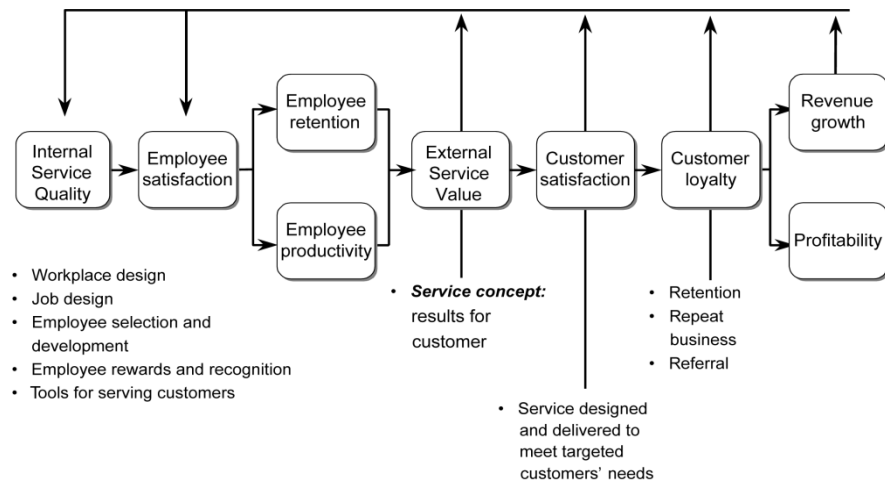 Internal
Service
Quality
Employee
satisfaction
Employee
retention
Employee
productivity
External
Service
Value
Customer
satisfaction
Customer
loyalty
Revenue
growth
Profitability
• Workplace design
• Job design
• Employee selection and
development
• Employee rewards and recognition
• Tools for serving customers
• Service concept:
results for
customer
• Service designed
and delivered to
meet targeted
customers’ needs
• Retention
• Repeat
business
• Referral